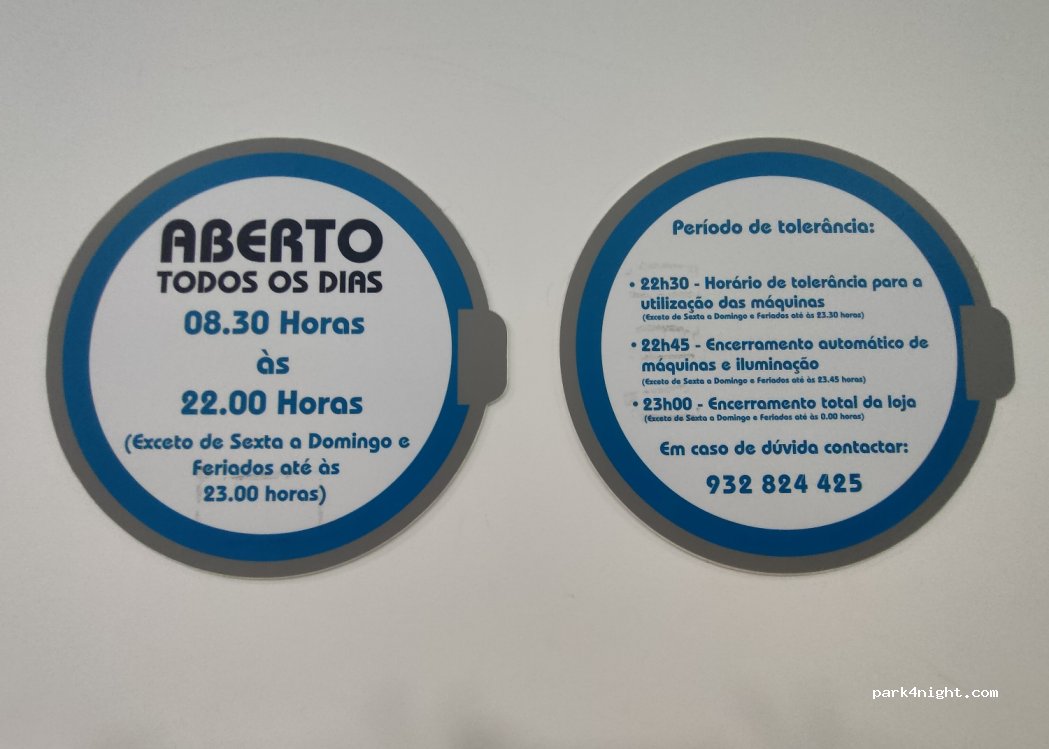 ABERTO
TODOS OS DIAS
08.30 Horas
às
22.00 Horas
(Exceto de Sexta a Domingo e
Feriados até às
23.00 horas)
Período de tolerância:
• 22h30 - Horário de tolerância para a
utilização das máquinas
(Exceto de Sexta a Domingo e Feriados até às 23.30 horas)
• 22h45 - Encerramento automático de
máquinas e iluminação
(Exceto de Sexta a Domingo e Feriados até às 23.45 horas)
• 23h00 - Encerramento total da loja
(Exceto de Sexta a Domingo e Feriados até às 0.00 horas)
Em caso de dúvida contactar:
932 824 425
park4night.com